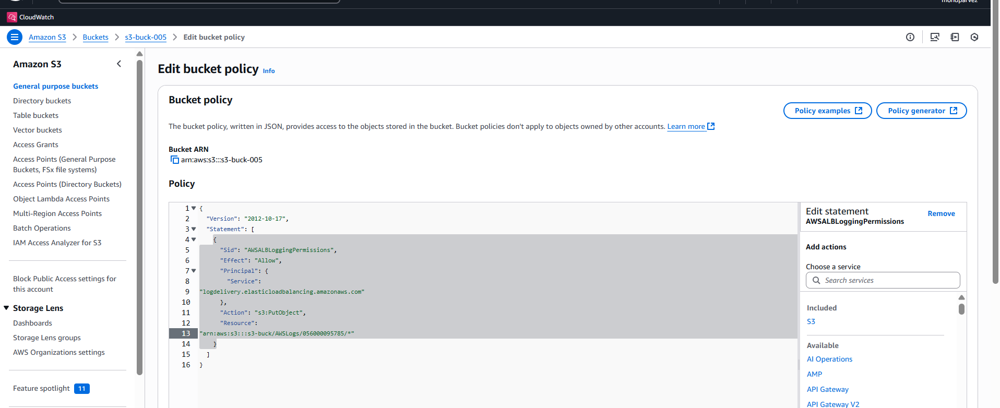 mohdparvez
CloudWatch
Amazon S3 > Buckets > s3-buck-005 > Edit bucket policy
Amazon S3
General purpose buckets
Directory buckets
Table buckets
Vector buckets
Access Grants
Access Points (General Purpose
Buckets, FSx file systems)
Access Points (Directory Buckets)
Object Lambda Access Points
Multi-Region Access Points
Batch Operations
IAM Access Analyzer for S3
Block Public Access settings for
this account
Storage Lens
Dashboards
Storage Lens groups
AWS Organizations settings
Feature spotlight 11
Edit bucket policy Info
Bucket policy
Policy examples
Policy generator
The bucket policy, written in JSON, provides access to the objects stored in the bucket. Bucket policies don't apply to objects owned by other accounts. Learn more
Bucket ARN
arn:aws:s3:::s3-buck-005
Policy
1 {
2 "Version": "2012-10-17",
3 "Statement": [
4 {
5 "Sid": "AWSALBLoggingPermissions",
6 "Effect": "Allow",
7 "Principal": {
8 "Service":
9 "logdelivery.elasticloadbalancing.amazonaws.com"
10 },
11 "Action": "s3:PutObject",
12 "Resource":
13 "arn:aws:s3:::s3-buck/AWSLogs/056000095785/*"
14 }
15 ]
16 }
Edit statement
AWSALBLoggingPermissions
Remove
Add actions
Choose a service
Search services
Included
S3
Available
AI Operations
AMP
API Gateway
API Gateway V2